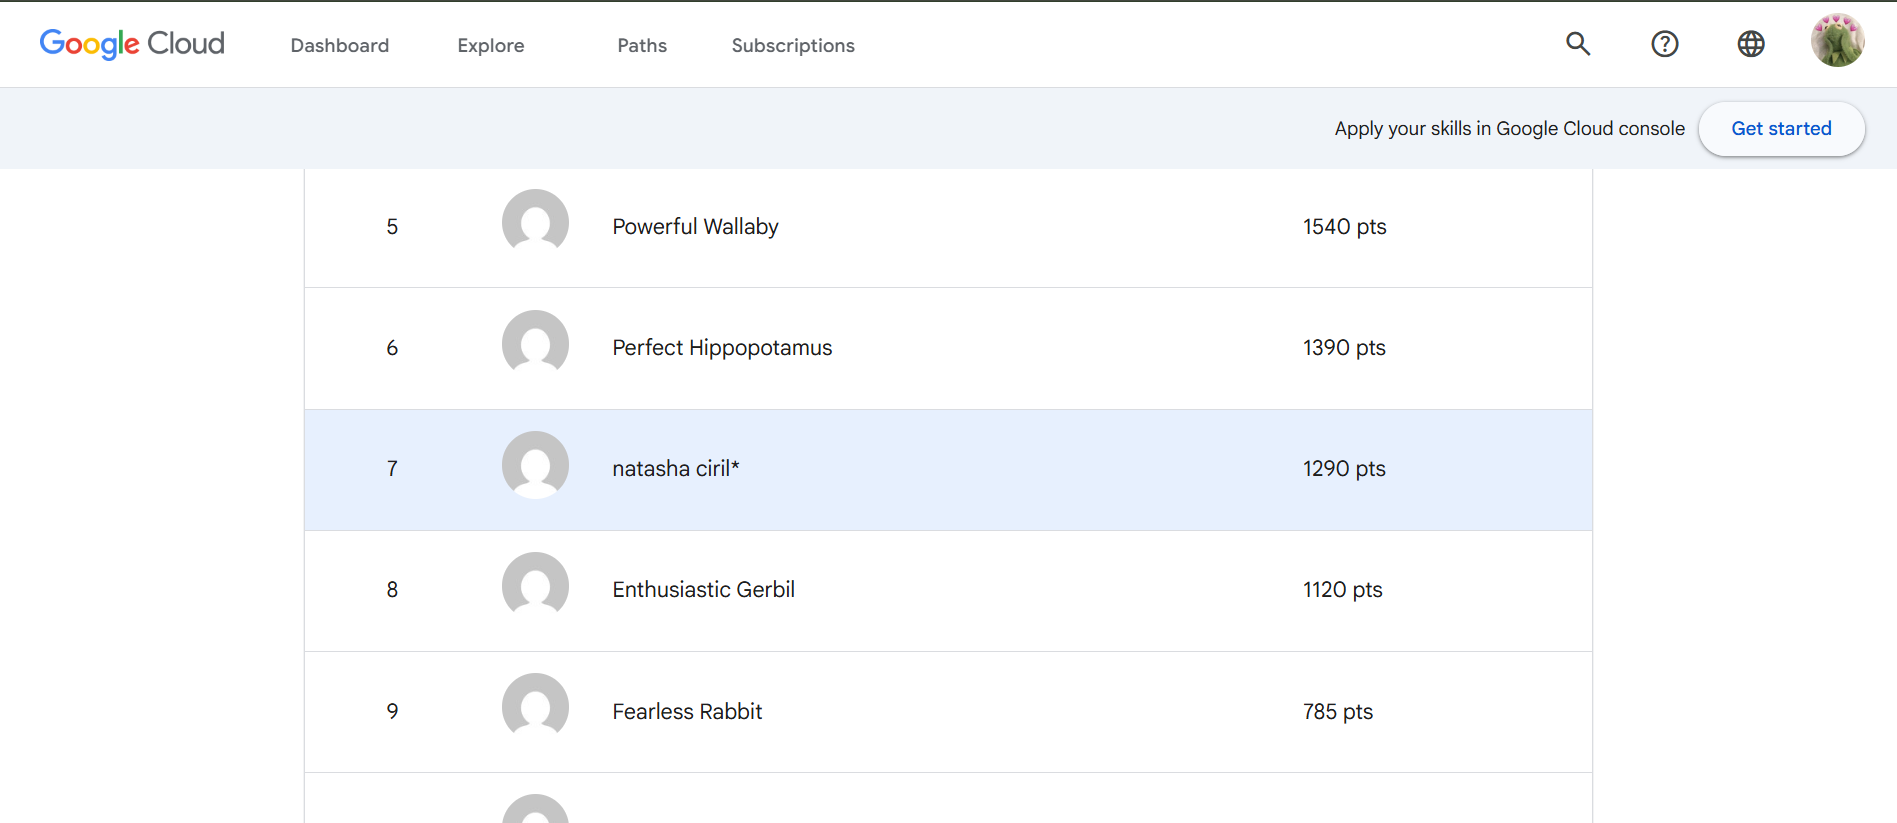 Google Cloud Dashboard Explore Paths Subscriptions
Apply your skills in Google Cloud console Get started
5 Powerful Wallaby 1540 pts
6 Perfect Hippopotamus 1390 pts
7 natasha ciril* 1290 pts
8 Enthusiastic Gerbil 1120 pts
9 Fearless Rabbit 785 pts